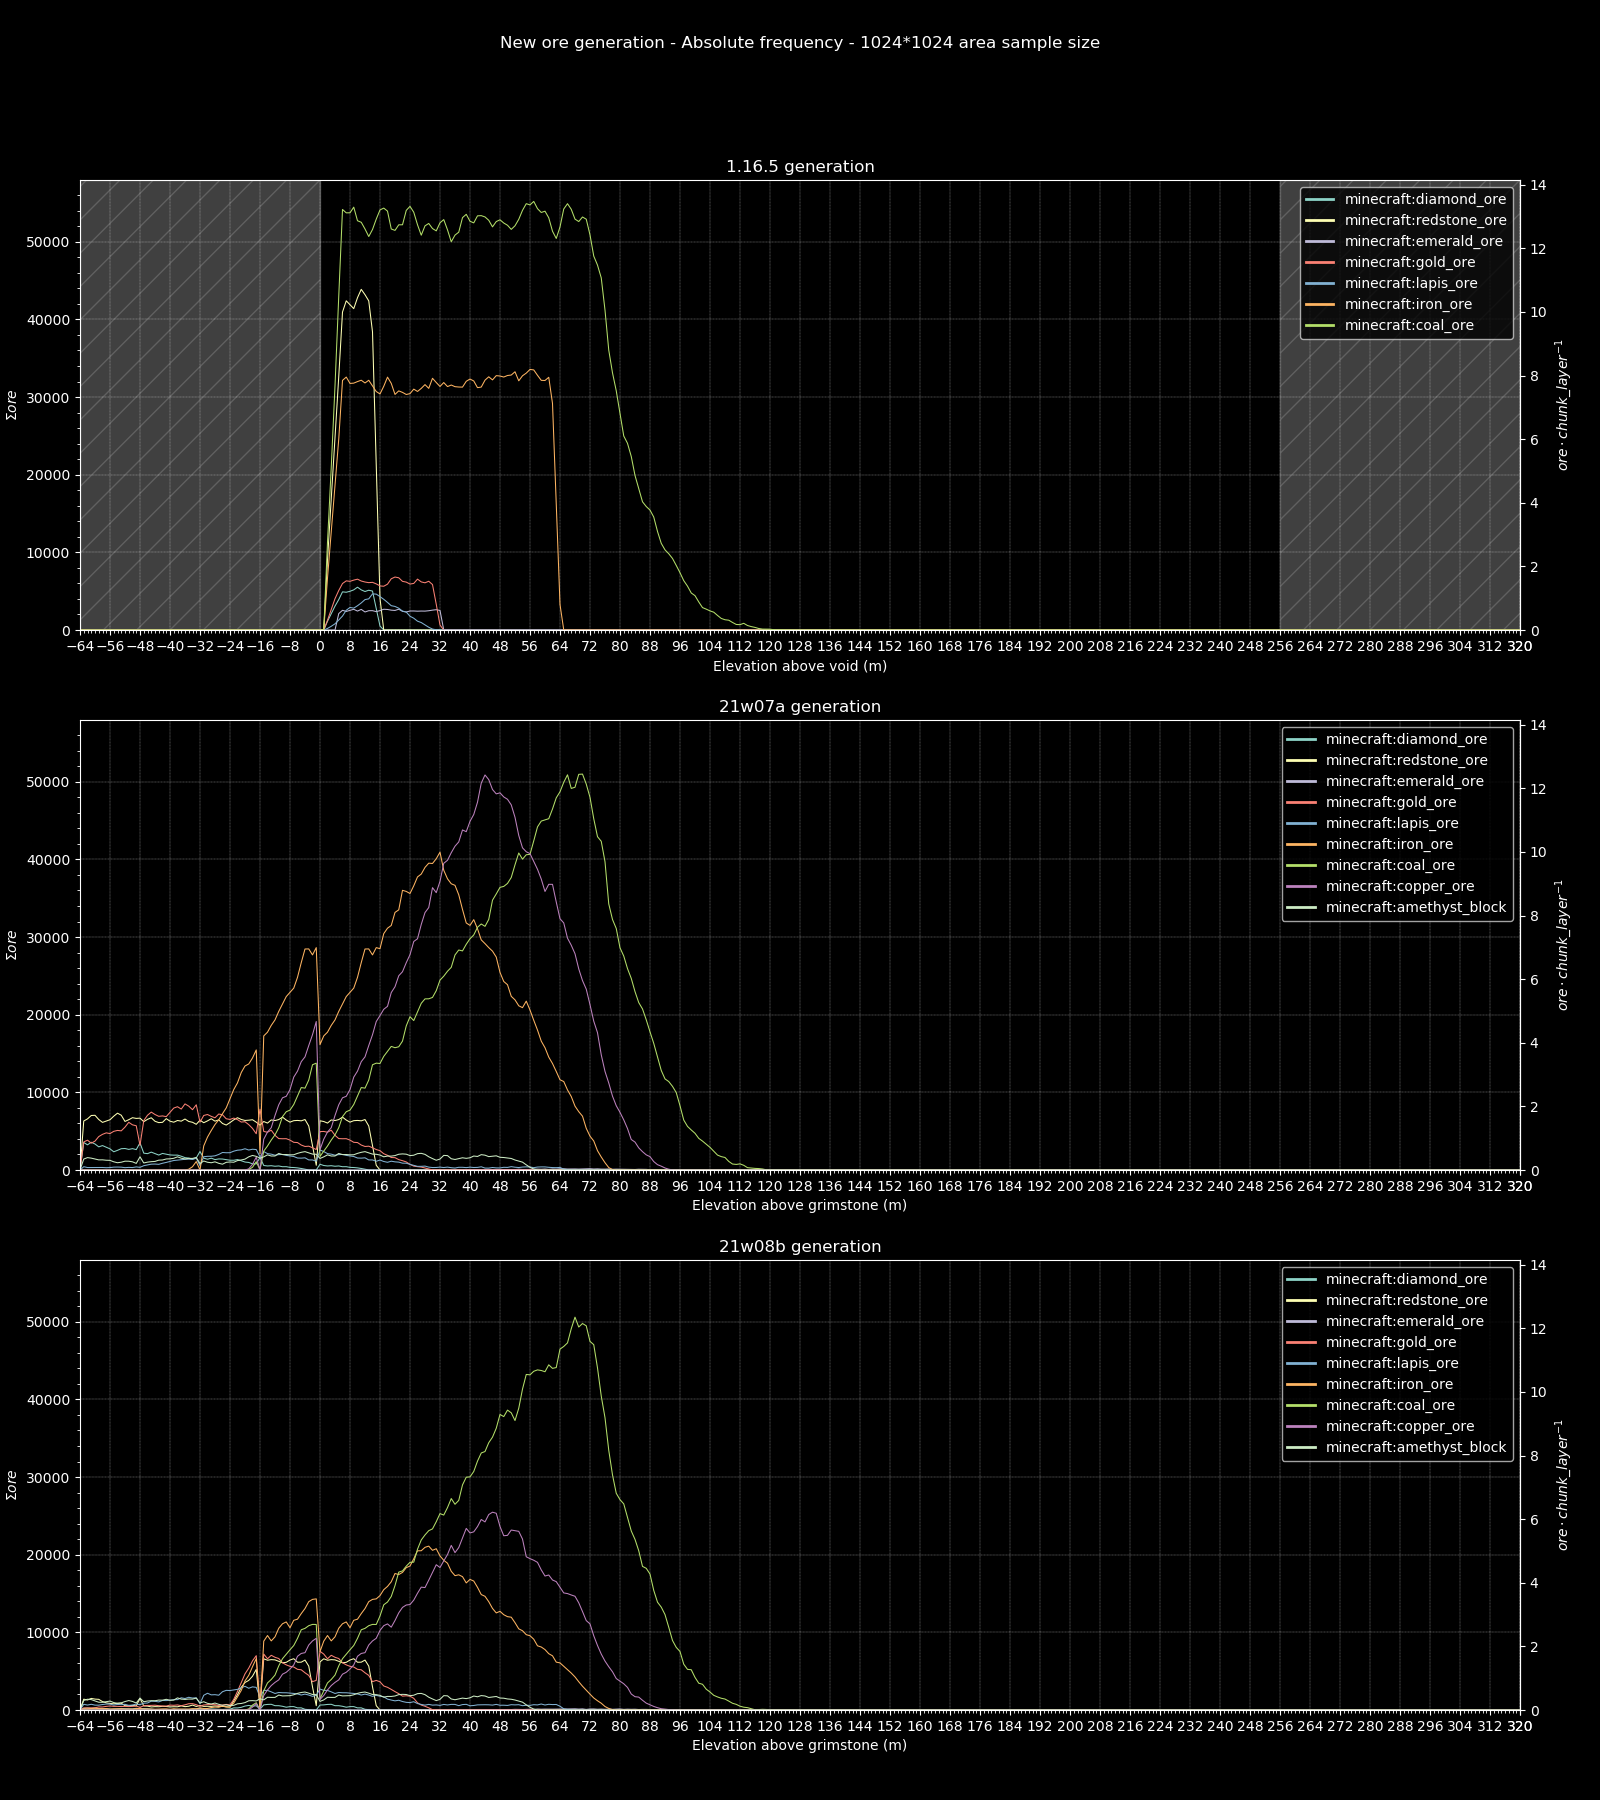 New ore generation - Absolute frequency - 1024*1024 area sample size
1.16.5 generation
minecraft:diamond_ore
minecraft:redstone_ore
minecraft:emerald_ore
minecraft:gold_ore
minecraft:lapis_ore
minecraft:iron_ore
minecraft:coal_ore
50000
40000
30000
20000
10000
0
Σore
14
12
10
8
6
4
2
0
ore · chunk_layer⁻¹
−64 −56 −48 −40 −32 −24 −16 −8 0 8 16 24 32 40 48 56 64 72 80 88 96 104 112 120 128 136 144 152 160 168 176 184 192 200 208 216 224 232 240 248 256 264 272 280 288 296 304 312 320
Elevation above void (m)
21w07a generation
minecraft:diamond_ore
minecraft:redstone_ore
minecraft:emerald_ore
minecraft:gold_ore
minecraft:lapis_ore
minecraft:iron_ore
minecraft:coal_ore
minecraft:copper_ore
minecraft:amethyst_block
50000
40000
30000
20000
10000
0
Σore
14
12
10
8
6
4
2
0
ore · chunk_layer⁻¹
−64 −56 −48 −40 −32 −24 −16 −8 0 8 16 24 32 40 48 56 64 72 80 88 96 104 112 120 128 136 144 152 160 168 176 184 192 200 208 216 224 232 240 248 256 264 272 280 288 296 304 312 320
Elevation above grimstone (m)
21w08b generation
minecraft:diamond_ore
minecraft:redstone_ore
minecraft:emerald_ore
minecraft:gold_ore
minecraft:lapis_ore
minecraft:iron_ore
minecraft:coal_ore
minecraft:copper_ore
minecraft:amethyst_block
50000
40000
30000
20000
10000
0
Σore
14
12
10
8
6
4
2
0
ore · chunk_layer⁻¹
−64 −56 −48 −40 −32 −24 −16 −8 0 8 16 24 32 40 48 56 64 72 80 88 96 104 112 120 128 136 144 152 160 168 176 184 192 200 208 216 224 232 240 248 256 264 272 280 288 296 304 312 320
Elevation above grimstone (m)